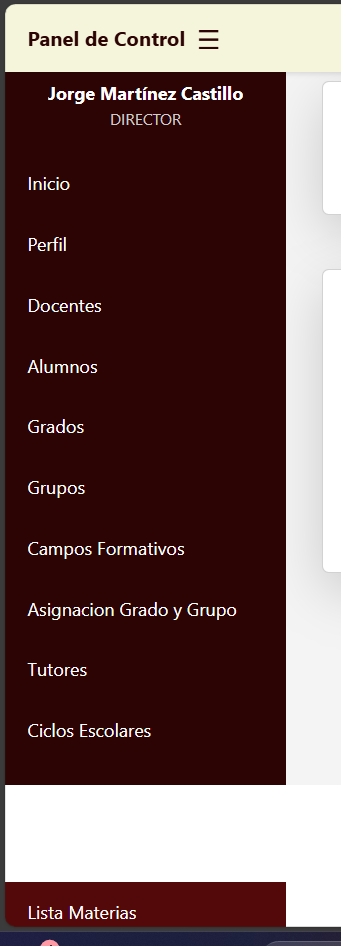 Panel de Control ☰
Jorge Martínez Castillo
DIRECTOR
Inicio
Perfil
Docentes
Alumnos
Grados
Grupos
Campos Formativos
Asignacion Grado y Grupo
Tutores
Ciclos Escolares
Lista Materias